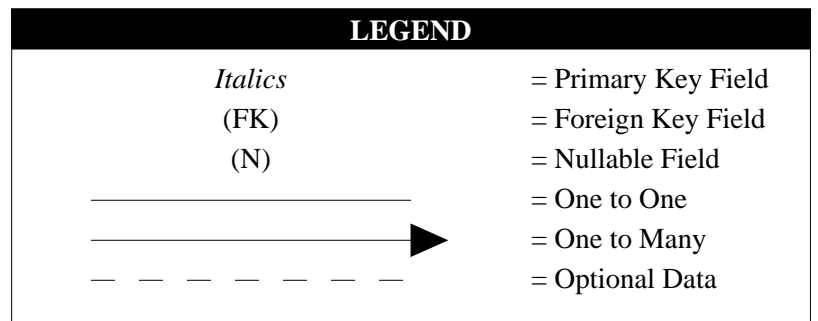 LEGEND
Italics = Primary Key Field
(FK) = Foreign Key Field
(N) = Nullable Field
= One to One
= One to Many
= Optional Data